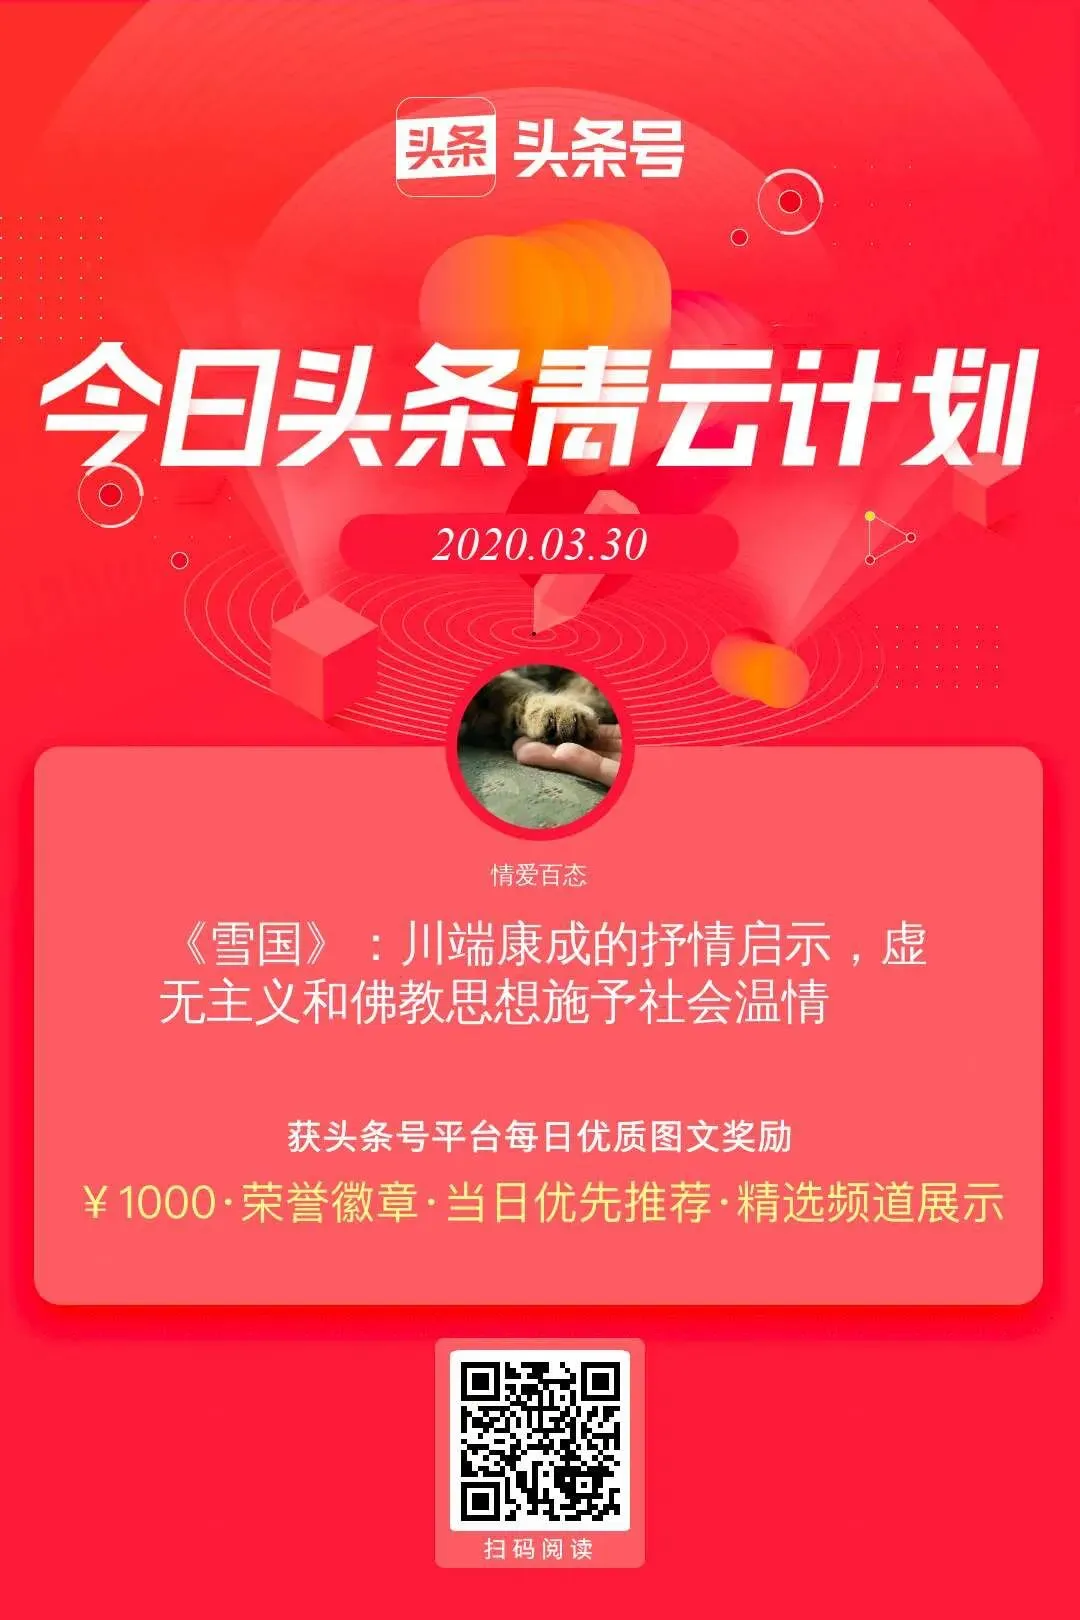 头条 头条号
今日头条青云计划
2020.03.30
情爱百态
《雪国》：川端康成的抒情启示，虚
无主义和佛教思想施予社会温情
获头条号平台每日优质图文奖励
￥1000·荣誉徽章·当日优先推荐·精选频道展示
扫码阅读